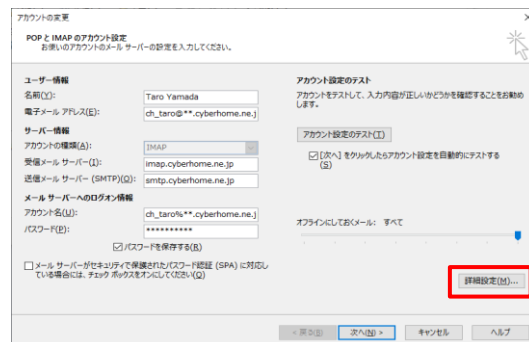 アカウントの変更
POP と IMAP のアカウント設定
お使いのアカウントのメール サーバーの設定を入力してください。
ユーザー情報
名前(Y):
Taro Yamada
電子メール アドレス(E):
ch_taro@**.cyberhome.ne.j
サーバー情報
アカウントの種類(A):
IMAP
受信メール サーバー(I):
imap.cyberhome.ne.jp
送信メール サーバー (SMTP)(O):
smtp.cyberhome.ne.jp
メール サーバーへのログオン情報
アカウント名(U):
ch_taro%**.cyberhome.ne.j
パスワード(P):
**********
パスワードを保存する(R)
メール サーバーがセキュリティで保護されたパスワード認証 (SPA) に対応
している場合には、チェック ボックスをオンにしてください(Q)
アカウント設定のテスト
アカウントをテストして、入力内容が正しいかどうかを確認することをお勧め
します。
アカウント設定のテスト(T)
[次へ] をクリックしたらアカウント設定を自動的にテストする
(S)
オフラインにしておくメール: すべて
詳細設定(M)...
< 戻る(B)
次へ(N) >
キャンセル
ヘルプ